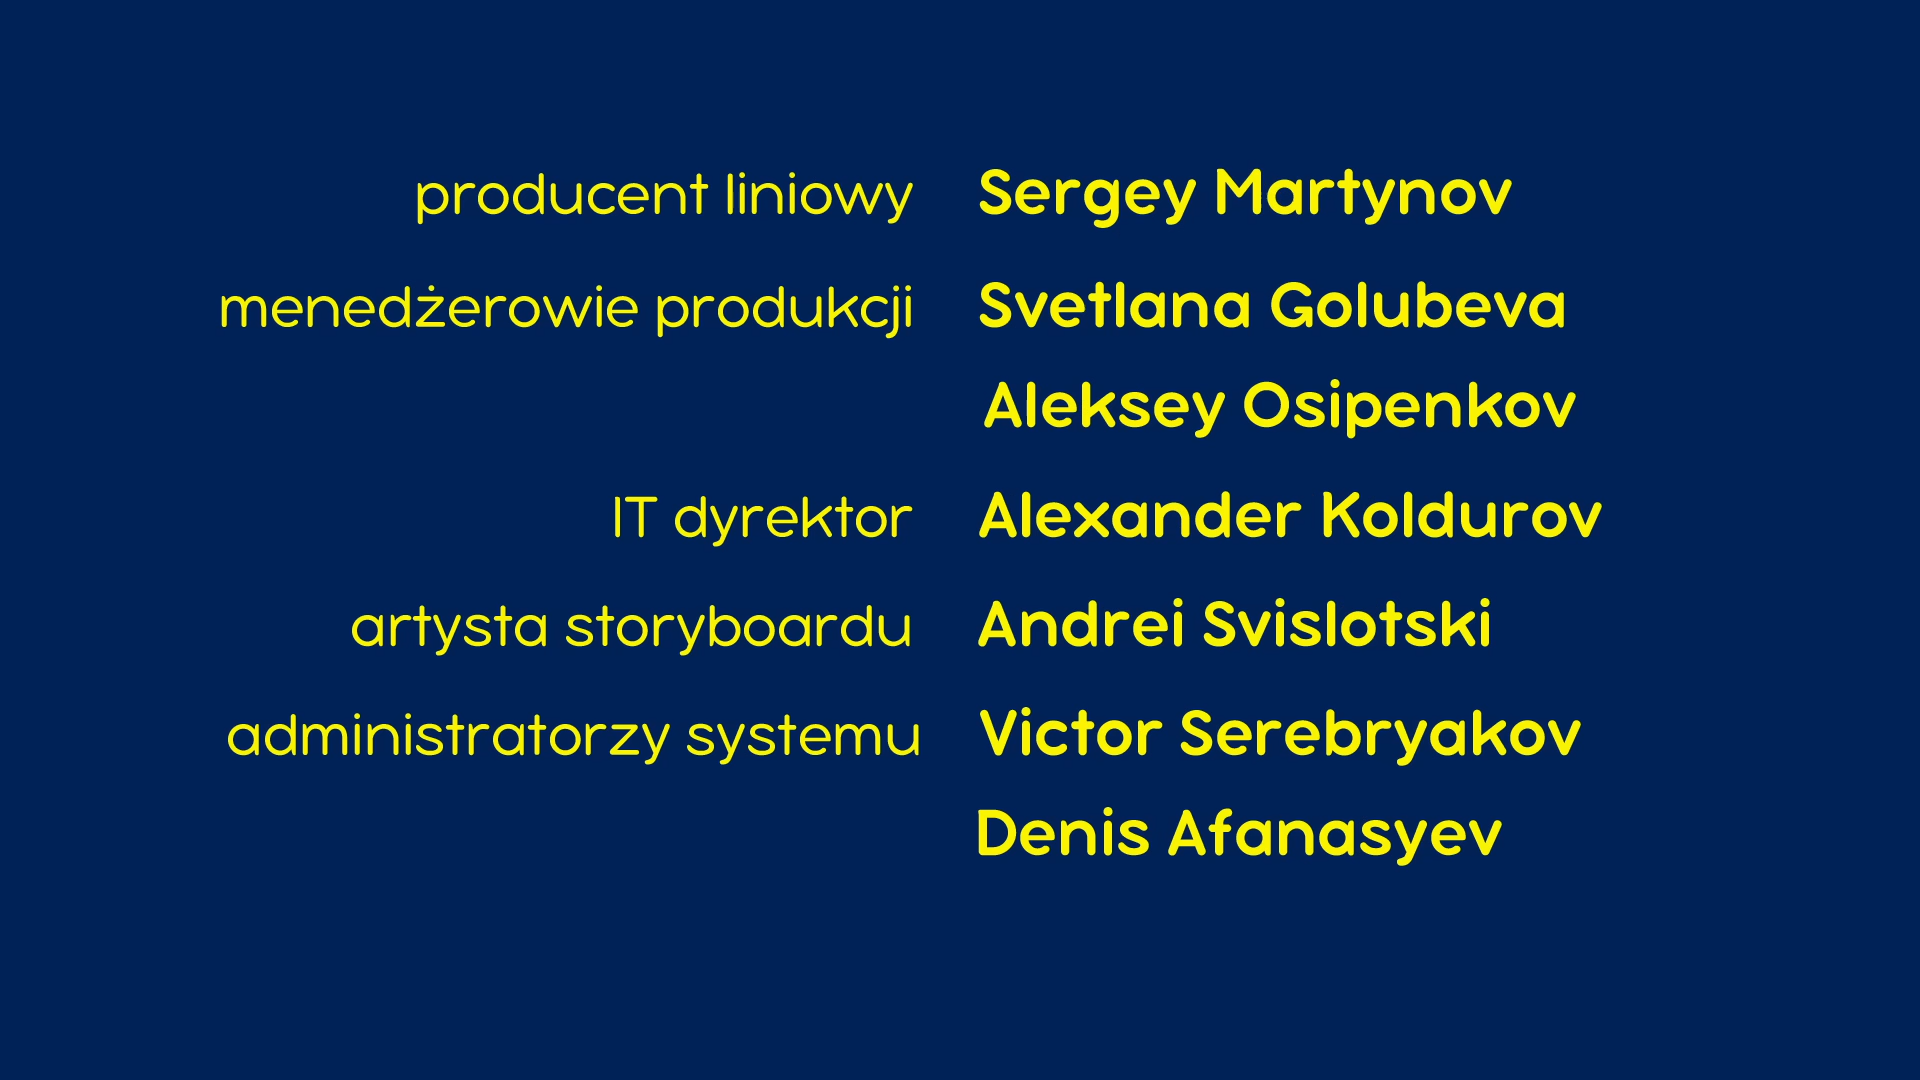 producent liniowy Sergey Martynov
menedżerowie produkcji Svetlana Golubeva
Aleksey Osipenkov
IT dyrektor Alexander Koldurov
artysta storyboardu Andrei Svislotski
administratorzy systemu Victor Serebryakov
Denis Afanasyev